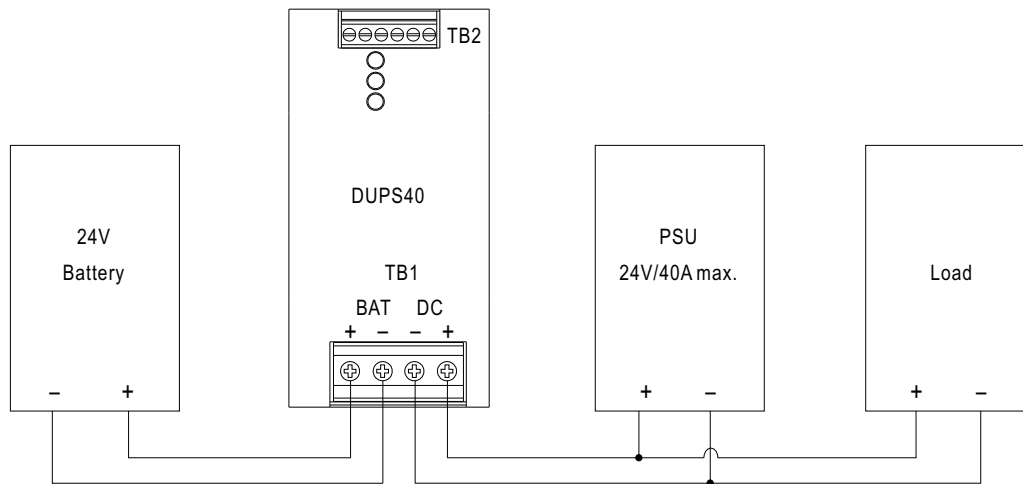 TB2
DUPS40
24V
Battery
PSU
24V/40A max.
Load
TB1
BAT DC
+ − − +
− +
+ −
+ −